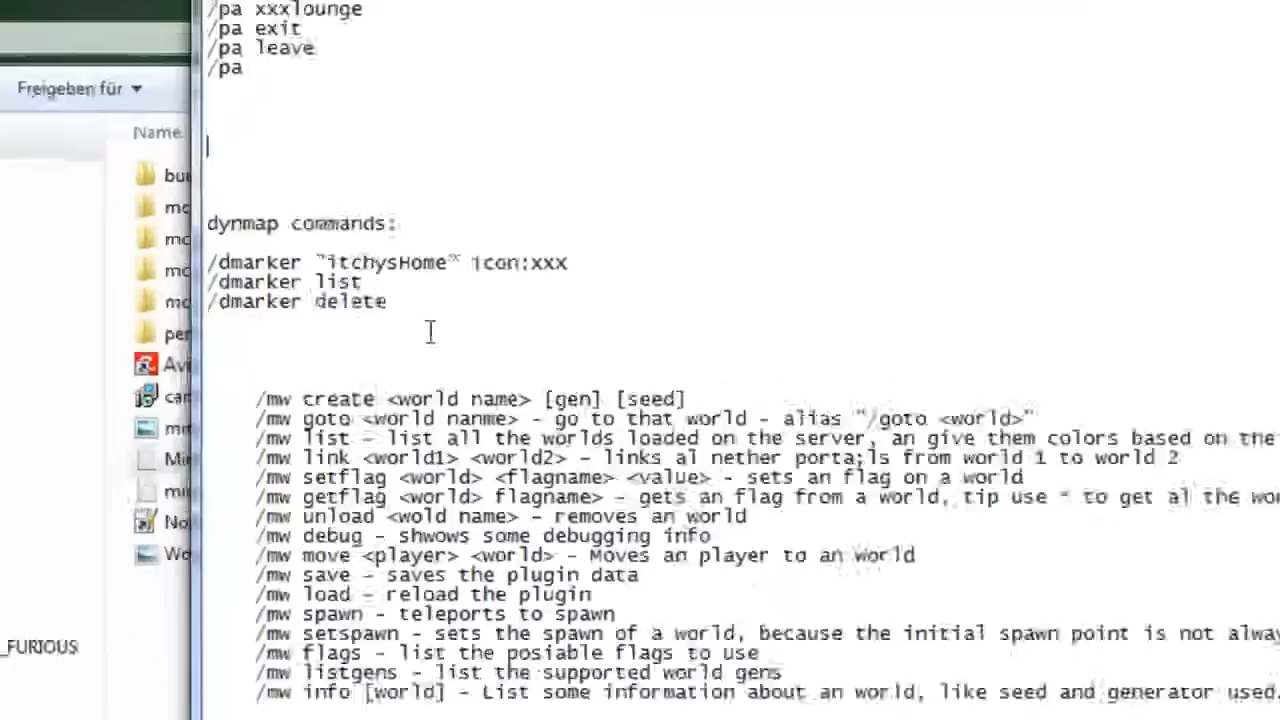 /pa xxxlounge
/pa exit
/pa leave
/pa
Freigeben für
Name
dynmap commands:
/dmarker "ItchysHome" icon:xxx
/dmarker list
/dmarker delete
/mw create <world name> [gen] [seed]
/mw goto <world nanme> - go to that world - alias "/goto <world>"
/mw list - list all the worlds loaded on the server, an give them colors based on the
/mw link <world1> <world2> - links al nether porta;ls from world 1 to world 2
/mw setflag <world> <flagname> <value> - sets an flag on a world
/mw getflag <world> flagname> - gets an flag from a world, tip use * to get al the
/mw unload <wold name> - removes an world
/mw debug - shwows some debugging info
/mw move <player> <world> - Moves an player to an world
/mw save - saves the plugin data
/mw load - reload the plugin
/mw spawn - teleports to spawn
/mw setspawn - sets the spawn of a world, because the initial spawn point is not
/mw flags - list the posiable flags to use
/mw listgens - list the supported world gens
/mw info [world] - List some information about an world, like seed and generator used.
_FURIOUS